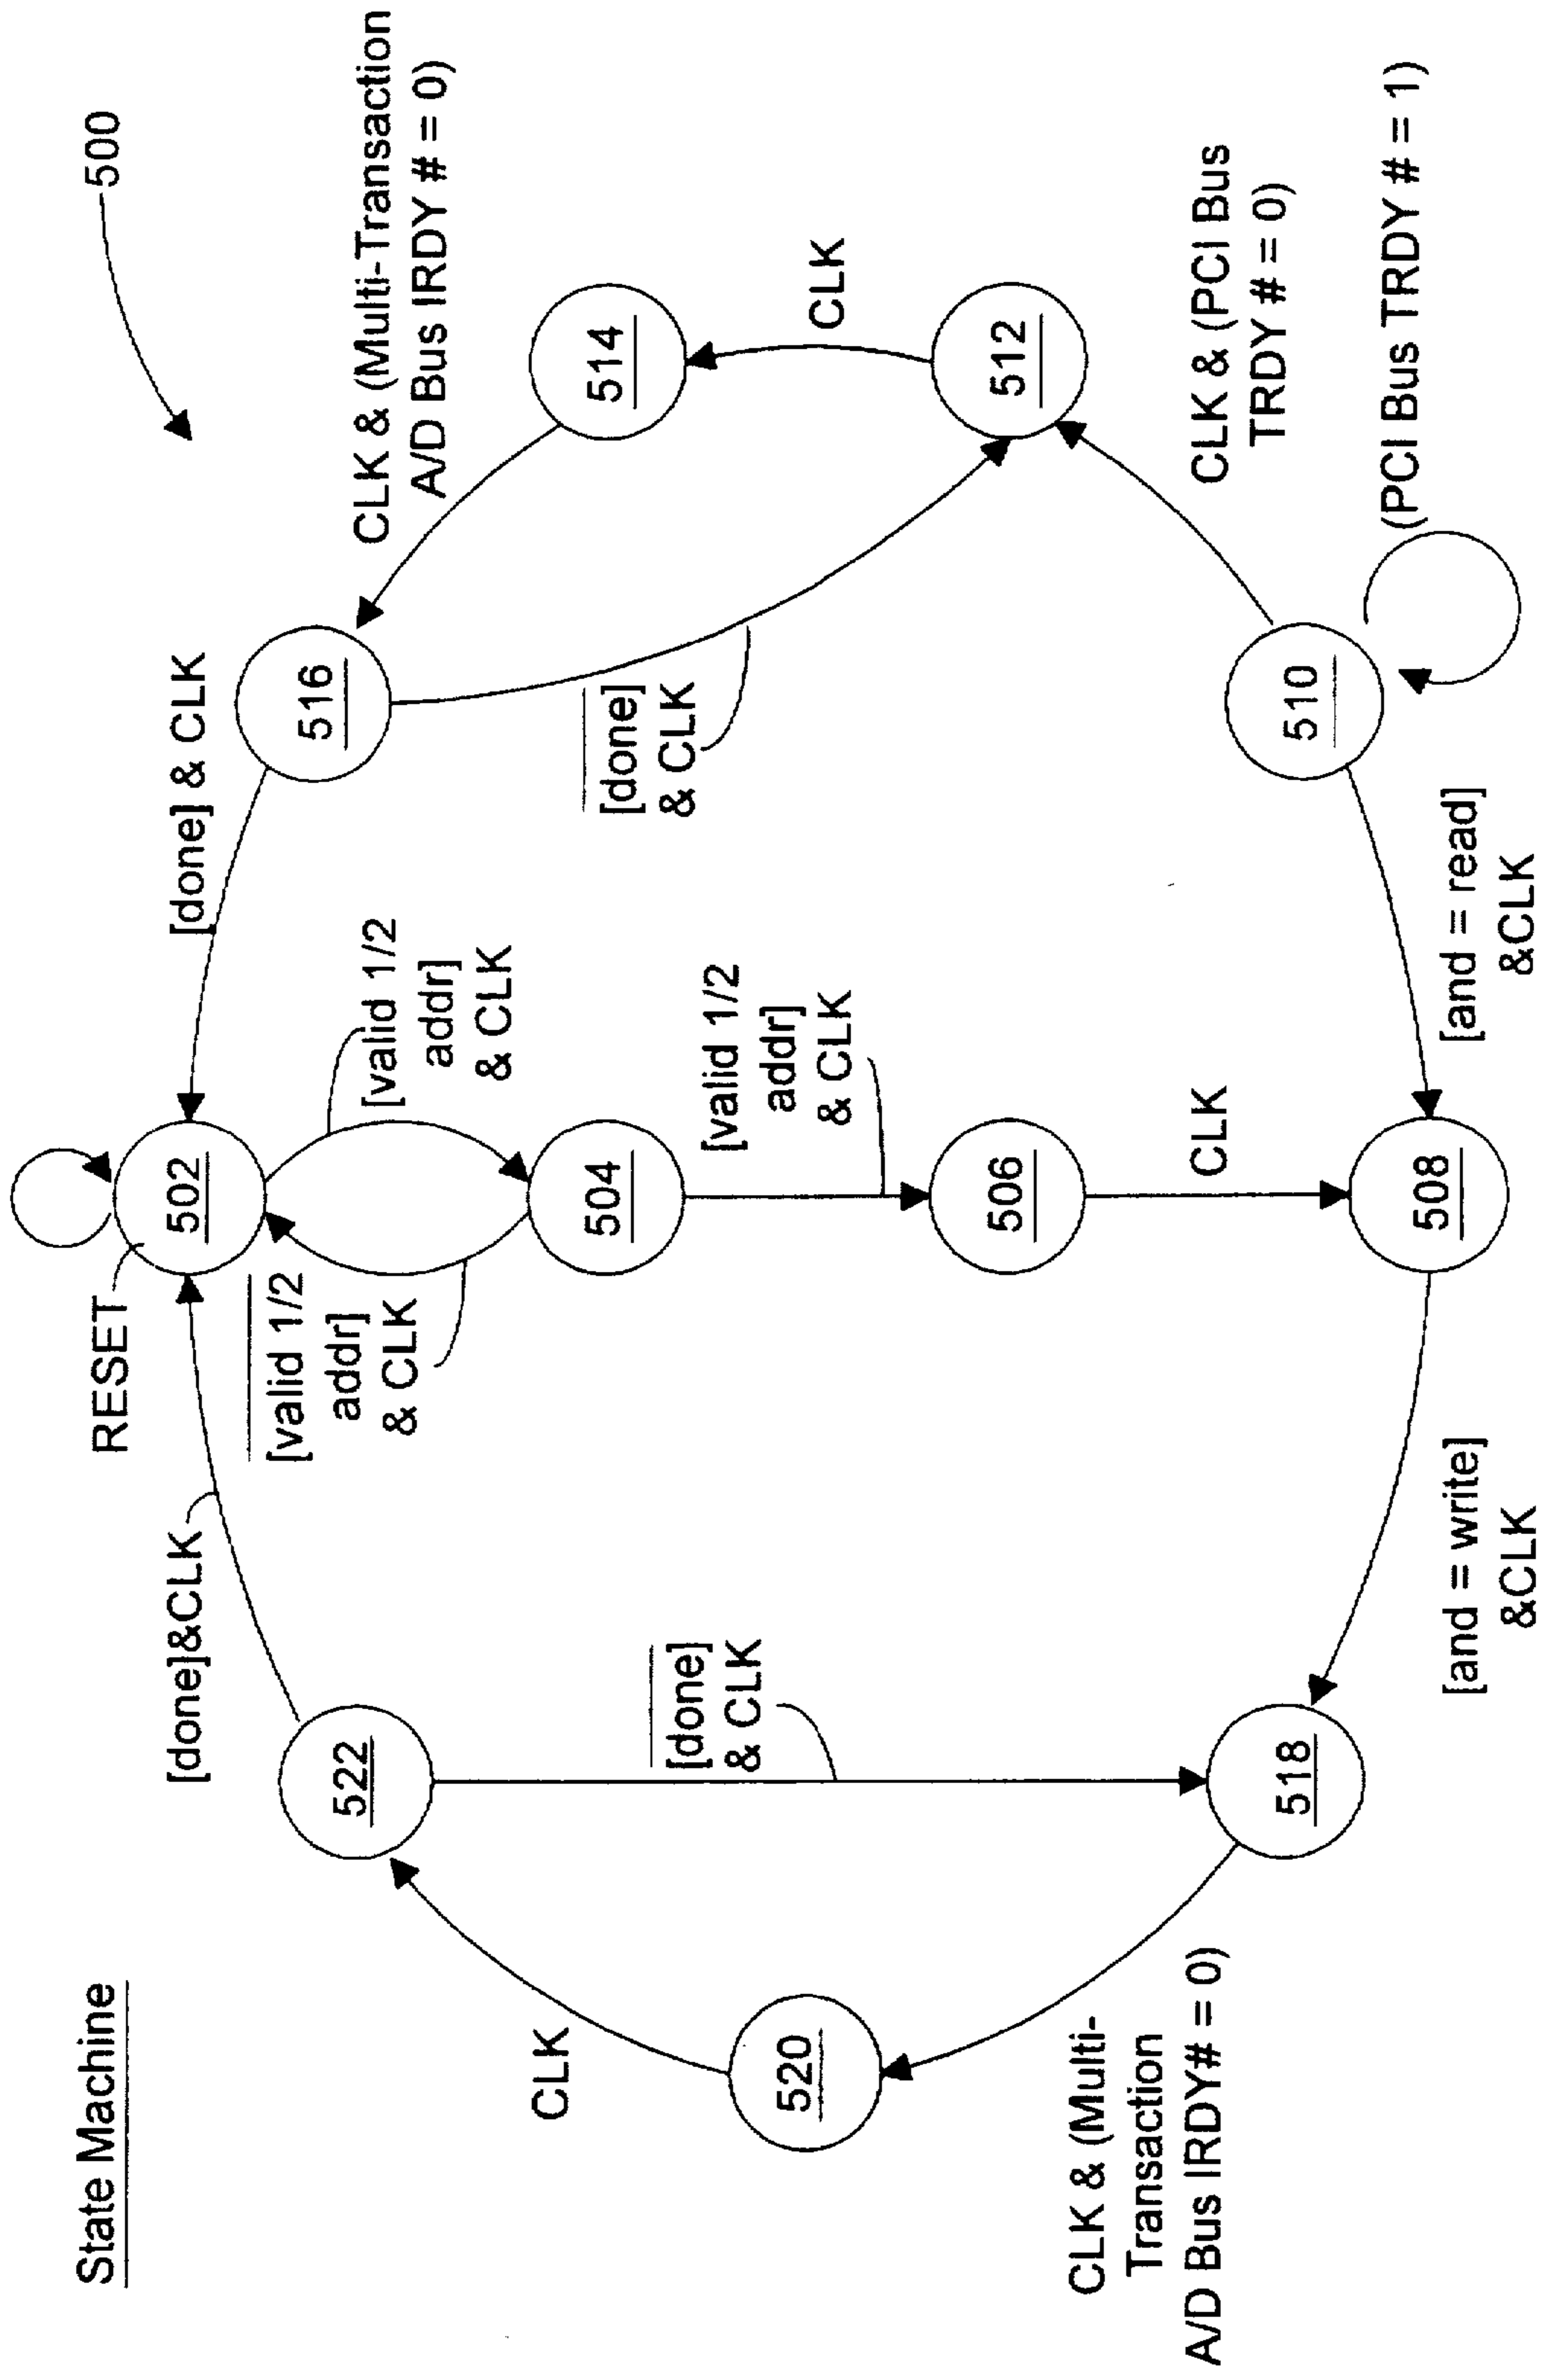 State Machine
500
RESET
502
[done]&CLK
[done] & CLK
CLK & (Multi-Transaction
A/D Bus IRDY # = 0)
[valid 1/2
addr]
& CLK
[valid 1/2
addr]
& CLK
522
516
CLK
504
514
[done]
& CLK
[valid 1/2
addr]
& CLK
[done]
& CLK
CLK
520
506
512
CLK & (Multi-
Transaction
A/D Bus IRDY# = 0)
CLK
CLK & (PCI Bus
TRDY # = 0)
518
510
(PCI Bus TRDY # = 1)
508
[and = write]
&CLK
[and = read]
&CLK